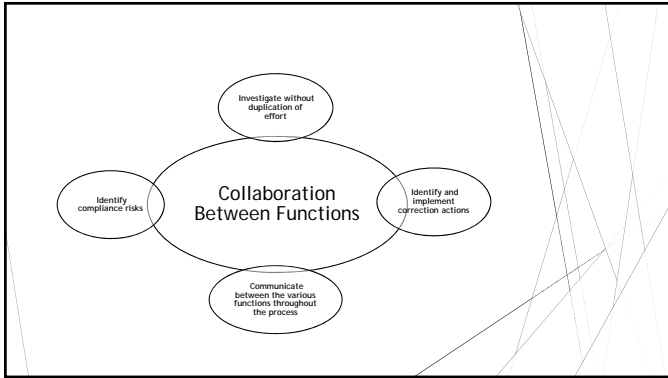 Investigate without
duplication of
effort
Identify
compliance risks
Collaboration
Between Functions
Identify and
implement
correction actions
Communicate
between the various
functions throughout
the process